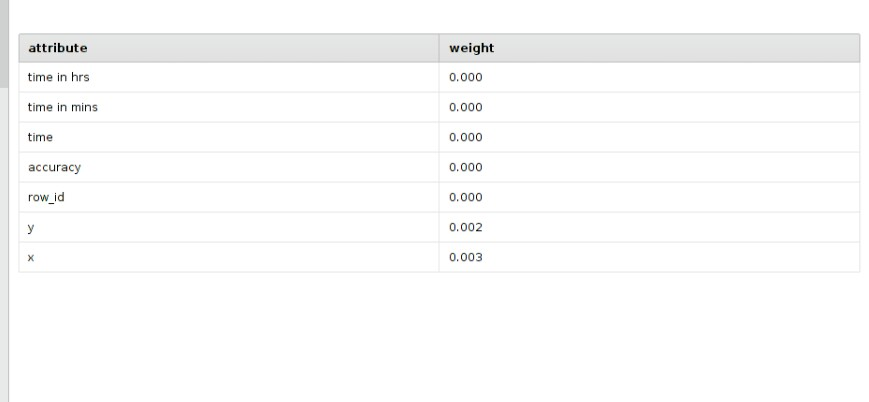 attribute weight
time in hrs 0.000
time in mins 0.000
time 0.000
accuracy 0.000
row_id 0.000
y 0.002
x 0.003